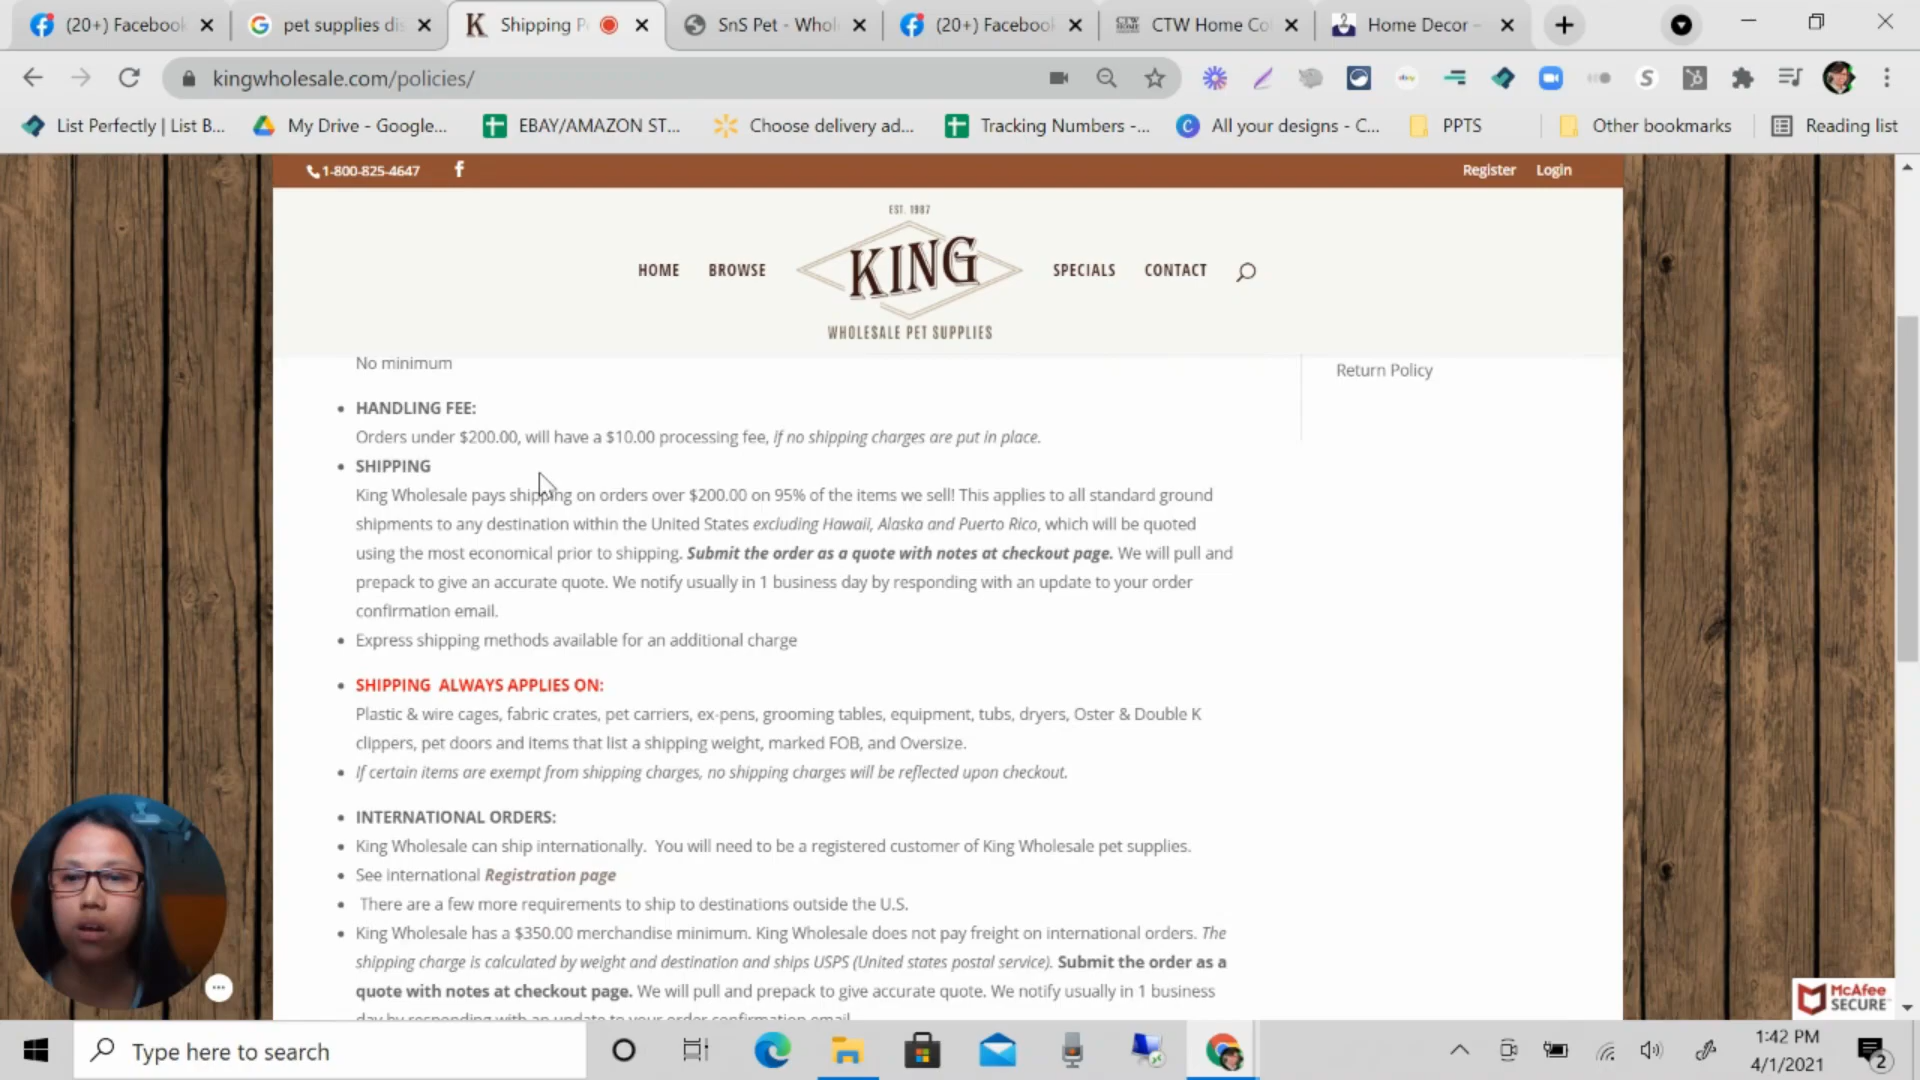 (20+) Facebook
pet supplies dis
Shipping P
SnS Pet - Whol
(20+) Facebook
CTW Home Co
Home Decor –
kingwholesale.com/policies/
List Perfectly | List B...
My Drive - Google...
EBAY/AMAZON ST...
Choose delivery ad...
Tracking Numbers -...
All your designs - C...
PPTS
Other bookmarks
Reading list
1-800-825-4647
Register
Login
HOME
BROWSE
EST. 1987
KING
WHOLESALE PET SUPPLIES
SPECIALS
CONTACT
No minimum
Return Policy
• HANDLING FEE:
Orders under $200.00, will have a $10.00 processing fee, if no shipping charges are put in place.
• SHIPPING
King Wholesale pays shipping on orders over $200.00 on 95% of the items we sell! This applies to all standard ground
shipments to any destination within the United States excluding Hawaii, Alaska and Puerto Rico, which will be quoted
using the most economical prior to shipping. Submit the order as a quote with notes at checkout page. We will pull and
prepack to give an accurate quote. We notify usually in 1 business day by responding with an update to your order
confirmation email.
• Express shipping methods available for an additional charge
• SHIPPING ALWAYS APPLIES ON:
Plastic & wire cages, fabric crates, pet carriers, ex-pens, grooming tables, equipment, tubs, dryers, Oster & Double K
clippers, pet doors and items that list a shipping weight, marked FOB, and Oversize.
• If certain items are exempt from shipping charges, no shipping charges will be reflected upon checkout.
• INTERNATIONAL ORDERS:
• King Wholesale can ship internationally. You will need to be a registered customer of King Wholesale pet supplies.
• See international Registration page
• There are a few more requirements to ship to destinations outside the U.S.
• King Wholesale has a $350.00 merchandise minimum. King Wholesale does not pay freight on international orders. The
shipping charge is calculated by weight and destination and ships USPS (United states postal service). Submit the order as a
quote with notes at checkout page. We will pull and prepack to give accurate quote. We notify usually in 1 business
day by responding with an update to your order confirmation email.
McAfee
SECURE
Type here to search
1:42 PM
4/1/2021
2